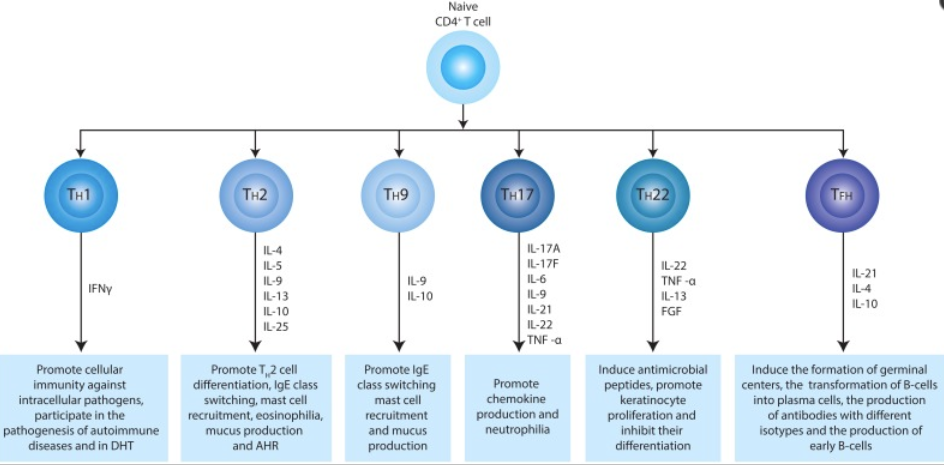 Naive
CD4+ T cell
TH1
TH2
TH9
TH17
TH22
TFH
IFNγ
IL-4
IL-5
IL-9
IL-13
IL-10
IL-25
IL-9
IL-10
IL-17A
IL-17F
IL-6
IL-9
IL-21
IL-22
TNF -α
IL-22
TNF -α
IL-13
FGF
IL-21
IL-4
IL-10
Promote cellular
immunity against
intracellular pathogens,
participate in the
pathogenesis of autoimmune
diseases and in DHT
Promote TH2 cell
differentiation, IgE class
switching, mast cell
recruitment, eosinophilia,
mucus production
and AHR
Promote IgE
class switching
mast cell
recruitment
and mucus
production
Promote
chemokine
production and
neutrophilia
Induce antimicrobial
peptides, promote
keratinocyte
proliferation and
inhibit their
differentiation
Induce the formation of germinal
centers, the transformation of B-cells
into plasma cells, the production
of antibodies with different
isotypes and the production of
early B-cells